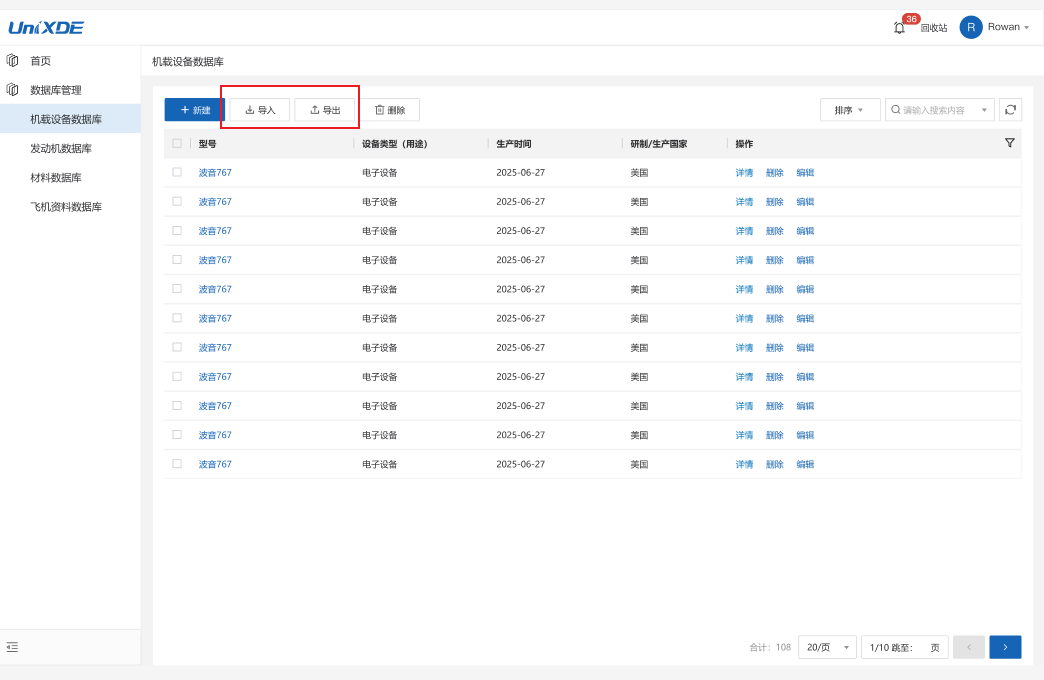 UniXDE
36 回收站 R Rowan
首页
数据库管理
机载设备数据库
发动机数据库
材料数据库
飞机资料数据库
机载设备数据库
新建 导入 导出 删除 排序 请输入搜索内容
型号 设备类型（用途） 生产时间 研制/生产国家 操作
波音767 电子设备 2025-06-27 美国 详情 删除 编辑
波音767 电子设备 2025-06-27 美国 详情 删除 编辑
波音767 电子设备 2025-06-27 美国 详情 删除 编辑
波音767 电子设备 2025-06-27 美国 详情 删除 编辑
波音767 电子设备 2025-06-27 美国 详情 删除 编辑
波音767 电子设备 2025-06-27 美国 详情 删除 编辑
波音767 电子设备 2025-06-27 美国 详情 删除 编辑
波音767 电子设备 2025-06-27 美国 详情 删除 编辑
波音767 电子设备 2025-06-27 美国 详情 删除 编辑
波音767 电子设备 2025-06-27 美国 详情 删除 编辑
波音767 电子设备 2025-06-27 美国 详情 删除 编辑
合计：108 20/页 1/10 跳至： 页